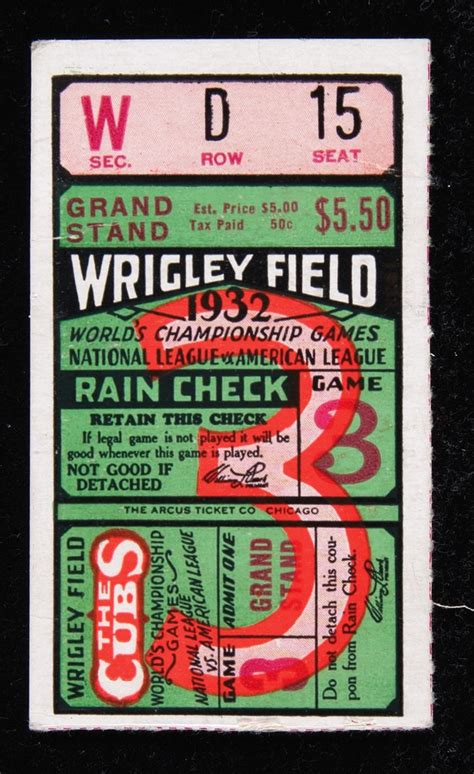 W D 15
SEC. ROW SEAT
GRAND STAND
Est. Price $5.00
Tax Paid 50c
$5.50
WRIGLEY FIELD
1932
WORLD'S CHAMPIONSHIP GAMES
NATIONAL LEAGUE vs AMERICAN LEAGUE
RAIN CHECK
GAME
3
RETAIN THIS CHECK
If legal game is not played it will be
good whenever this game is played.
NOT GOOD IF
DETACHED
3
THE ARCUS TICKET CO CHICAGO
WRIGLEY FIELD
THE
CUBS
WORLD'S CHAMPIONSHIP
GAMES
NATIONAL LEAGUE
VS. AMERICAN LEAGUE
GAME
3
ADMIT ONE
GRAND
STAND
Do not detach this cou-
pon from Rain Check.